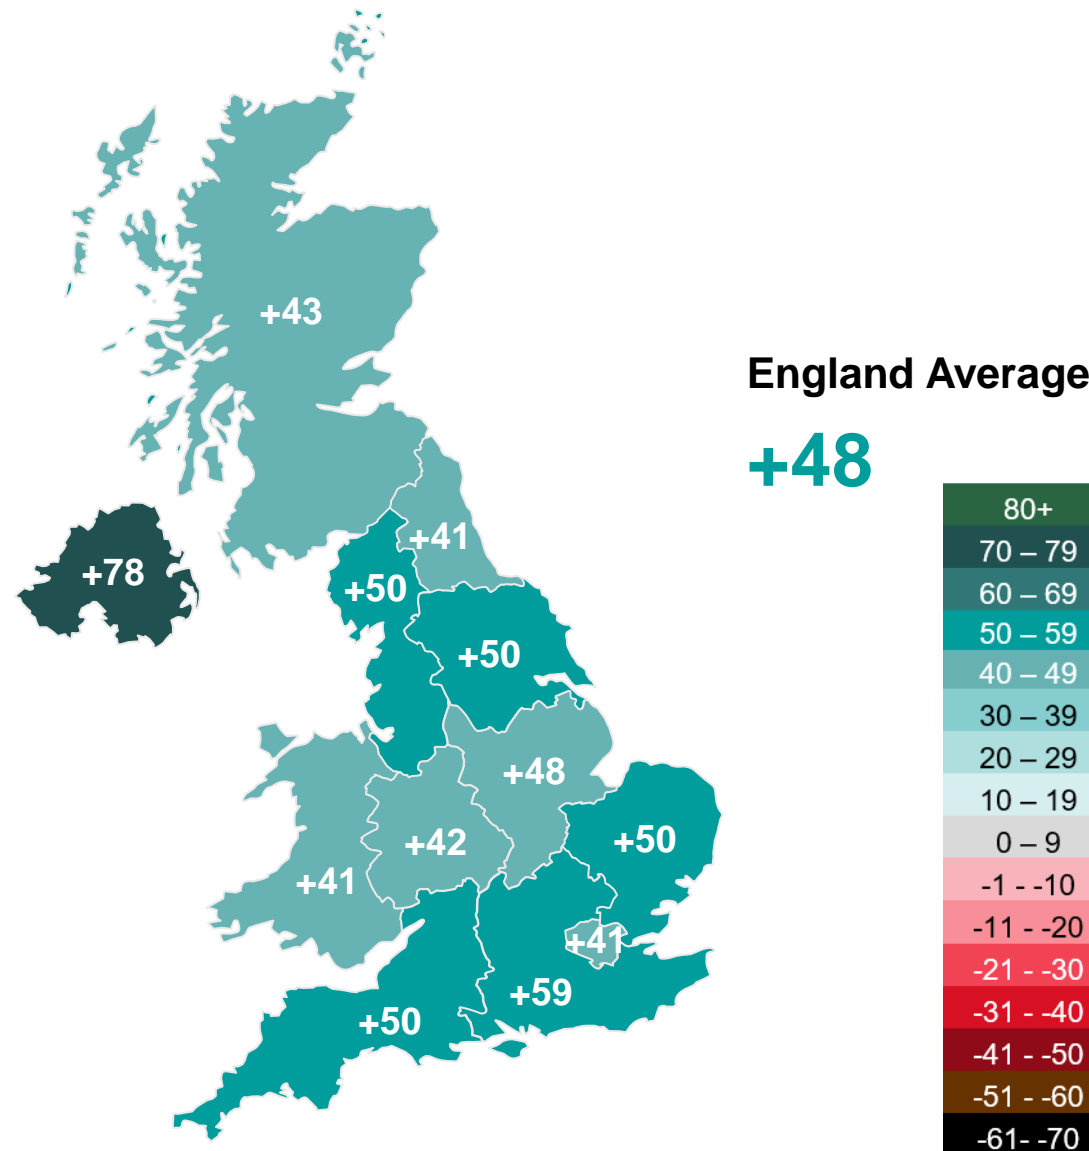 +43
England Average
+48
80+
+41
70 – 79
+78
+50
60 – 69
50 – 59
+50
40 – 49
30 – 39
+48
20 – 29
10 – 19
+50
+42
0 – 9
+41
-1 - -10
-11 - -20
+41
-21 - -30
+59
-31 - -40
+50
-41 - -50
-51 - -60
-61- -70